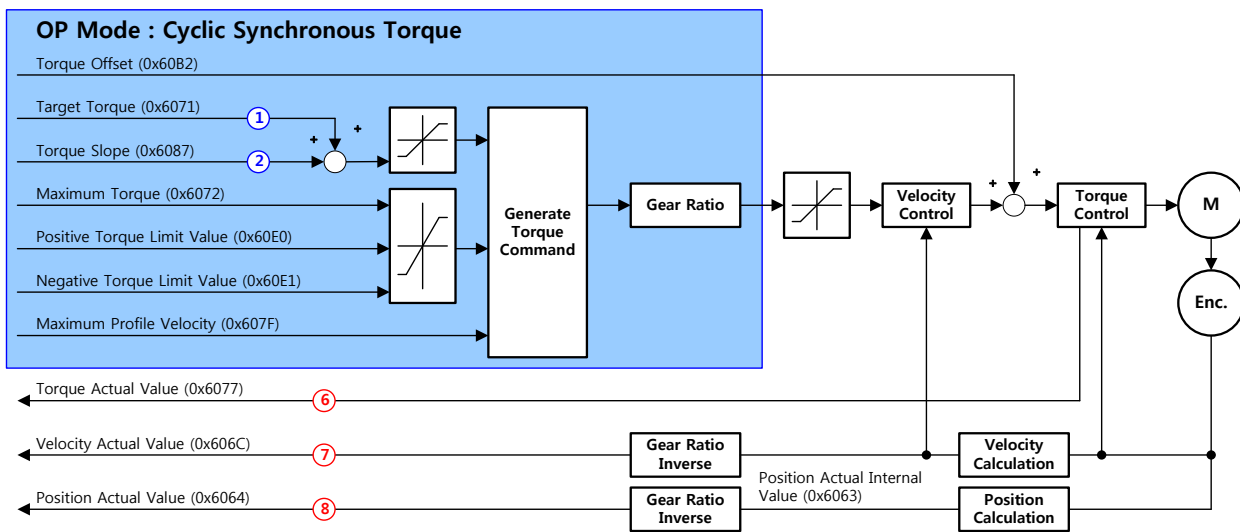 OP Mode : Cyclic Synchronous Torque
Torque Offset (0x60B2)
Target Torque (0x6071)
1
+
+
Torque Slope (0x6087)
2
Maximum Torque (0x6072)
Positive Torque Limit Value (0x60E0)
Negative Torque Limit Value (0x60E1)
Maximum Profile Velocity (0x607F)
Generate
Torque
Command
Gear Ratio
Velocity
Control
+
+
Torque
Control
M
Enc.
Torque Actual Value (0x6077)
6
Velocity Actual Value (0x606C)
7
Gear Ratio
Inverse
Velocity
Calculation
Position Actual Value (0x6064)
8
Gear Ratio
Inverse
Position Actual Internal
Value (0x6063)
Position
Calculation